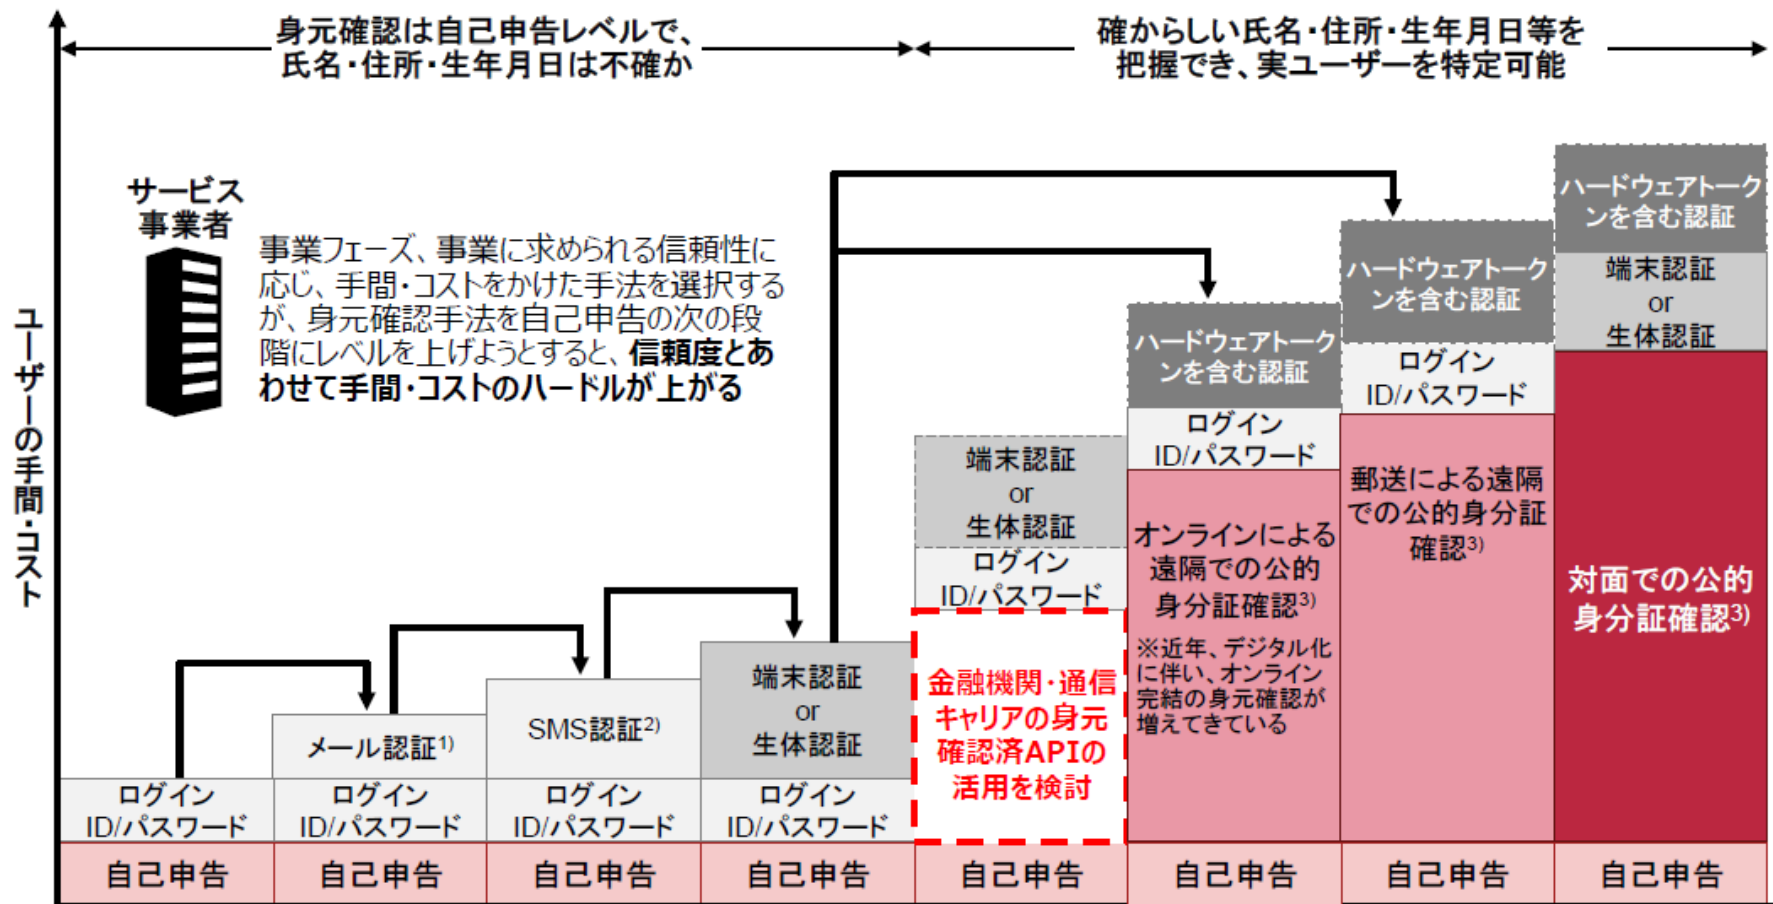 身元確認は自己申告レベルで、
氏名・住所・生年月日は不確か
確からしい氏名・住所・生年月日等を
把握でき、実ユーザーを特定可能
ユーザーの手間・コスト
サービス
事業者
事業フェーズ、事業に求められる信頼性に
応じ、手間・コストをかけた手法を選択する
が、身元確認手法を自己申告の次の段
階にレベルを上げようとすると、信頼度とあ
わせて手間・コストのハードルが上がる
ログイン
ID/パスワード
自己申告
メール認証1)
ログイン
ID/パスワード
自己申告
SMS認証2)
ログイン
ID/パスワード
自己申告
端末認証
or
生体認証
ログイン
ID/パスワード
自己申告
端末認証
or
生体認証
ログイン
ID/パスワード
金融機関・通信
キャリアの身元
確認済APIの
活用を検討
自己申告
ハードウェアトーク
ンを含む認証
ログイン
ID/パスワード
オンラインによる
遠隔での公的
身分証確認3)
※近年、デジタル化
に伴い、オンライン
完結の身元確認が
増えてきている
自己申告
ハードウェアトーク
ンを含む認証
ログイン
ID/パスワード
郵送による遠隔
での公的身分証
確認3)
自己申告
ハードウェアトーク
ンを含む認証
端末認証
or
生体認証
対面での公的
身分証確認3)
自己申告